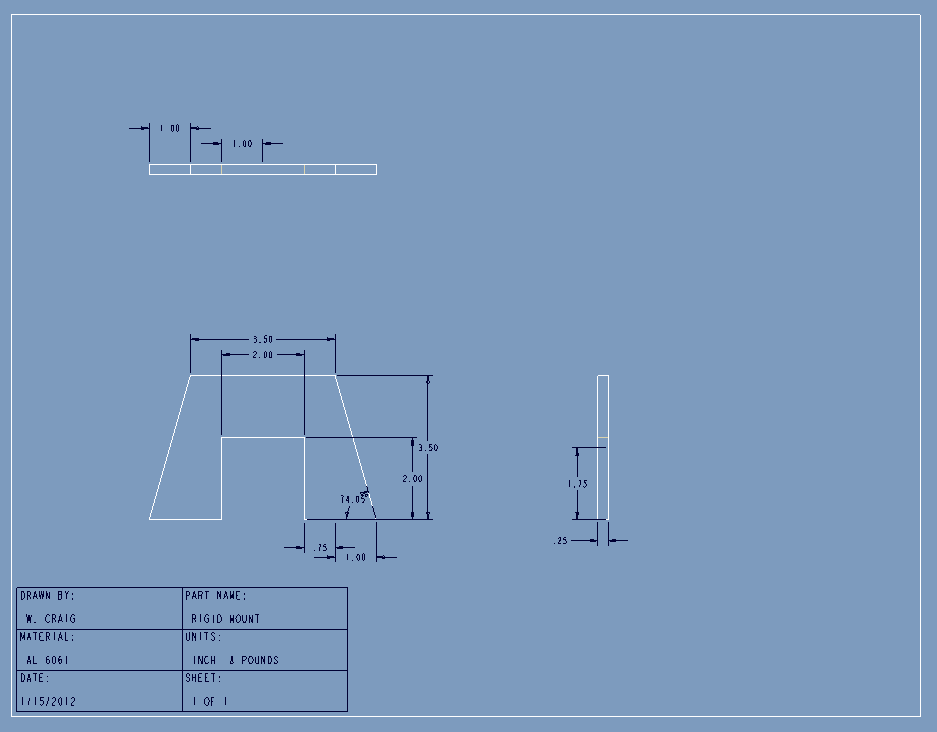 1.00
1.00
3.50
2.00
3.50
2.00
74.05°
1.75
.25
.75
1.00
DRAWN BY:
PART NAME:
W. CRAIG
RIGID MOUNT
MATERIAL:
UNITS:
AL 6061
INCH & POUNDS
DATE:
SHEET:
1/15/2012
1 OF 1